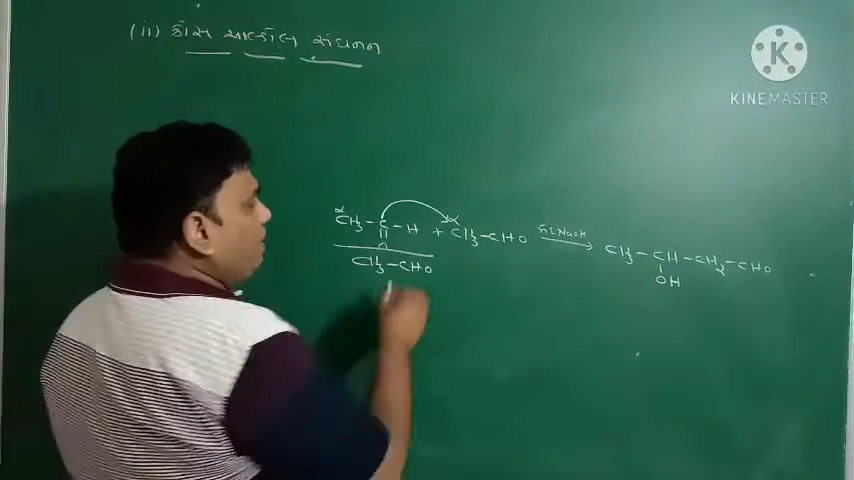 (ii) ક્રોસ આલ્ડોલ સંઘનન
K
KINEMASTER
α CH₃-C-H + α CH₃-CHO મંદ NaOH → CH₃-CH-CH₂-CHO
|| O
OH
CH₃-CHO